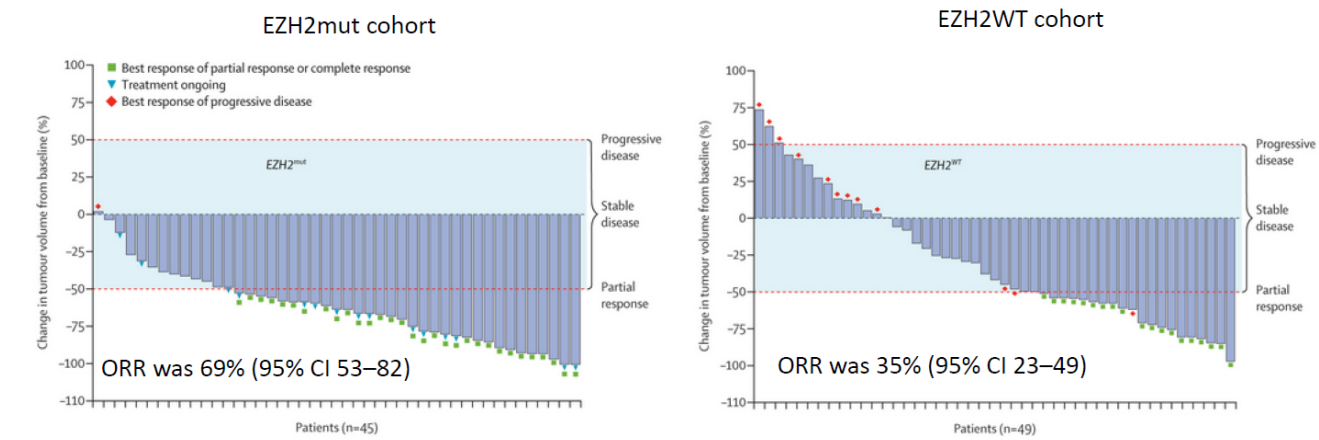 EZH2mut cohort
EZH2WT cohort
Best response of partial response or complete response
Treatment ongoing
Best response of progressive disease
Change in tumour volume from baseline (%)
100
75
50
25
0
−25
−50
−75
−100
−110
EZH2mut
Progressive
disease
Stable
disease
Partial
response
ORR was 69% (95% CI 53–82)
Patients (n=45)
Change in tumour volume from baseline (%)
100
75
50
25
0
−25
−50
−75
−100
−110
EZH2WT
Progressive
disease
Stable
disease
Partial
response
ORR was 35% (95% CI 23–49)
Patients (n=49)